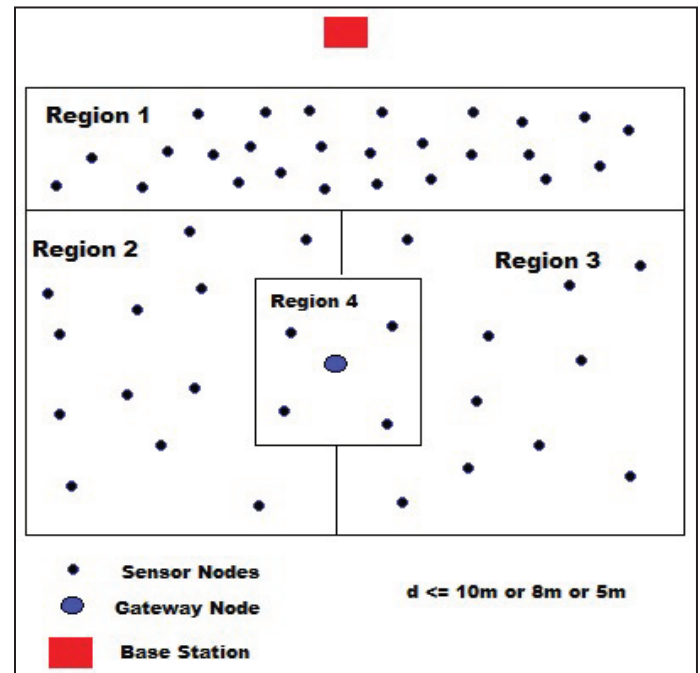 Region 1
Region 2
Region 3
Region 4
Sensor Nodes
Gateway Node
d <= 10m or 8m or 5m
Base Station